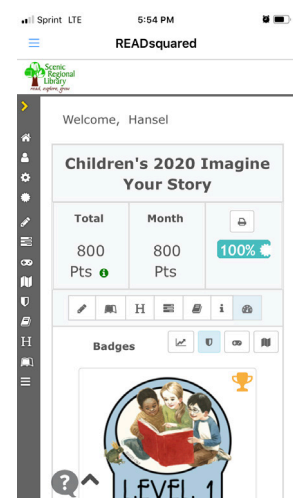 Sprint LTE 5:54 PM
READsquared
Scenic
Regional
Library
read, explore, grow
Welcome, Hansel
Children's 2020 Imagine
Your Story
Total Month
800 800 100%
Pts Pts
H i
Badges
H
LEVEL 1
?